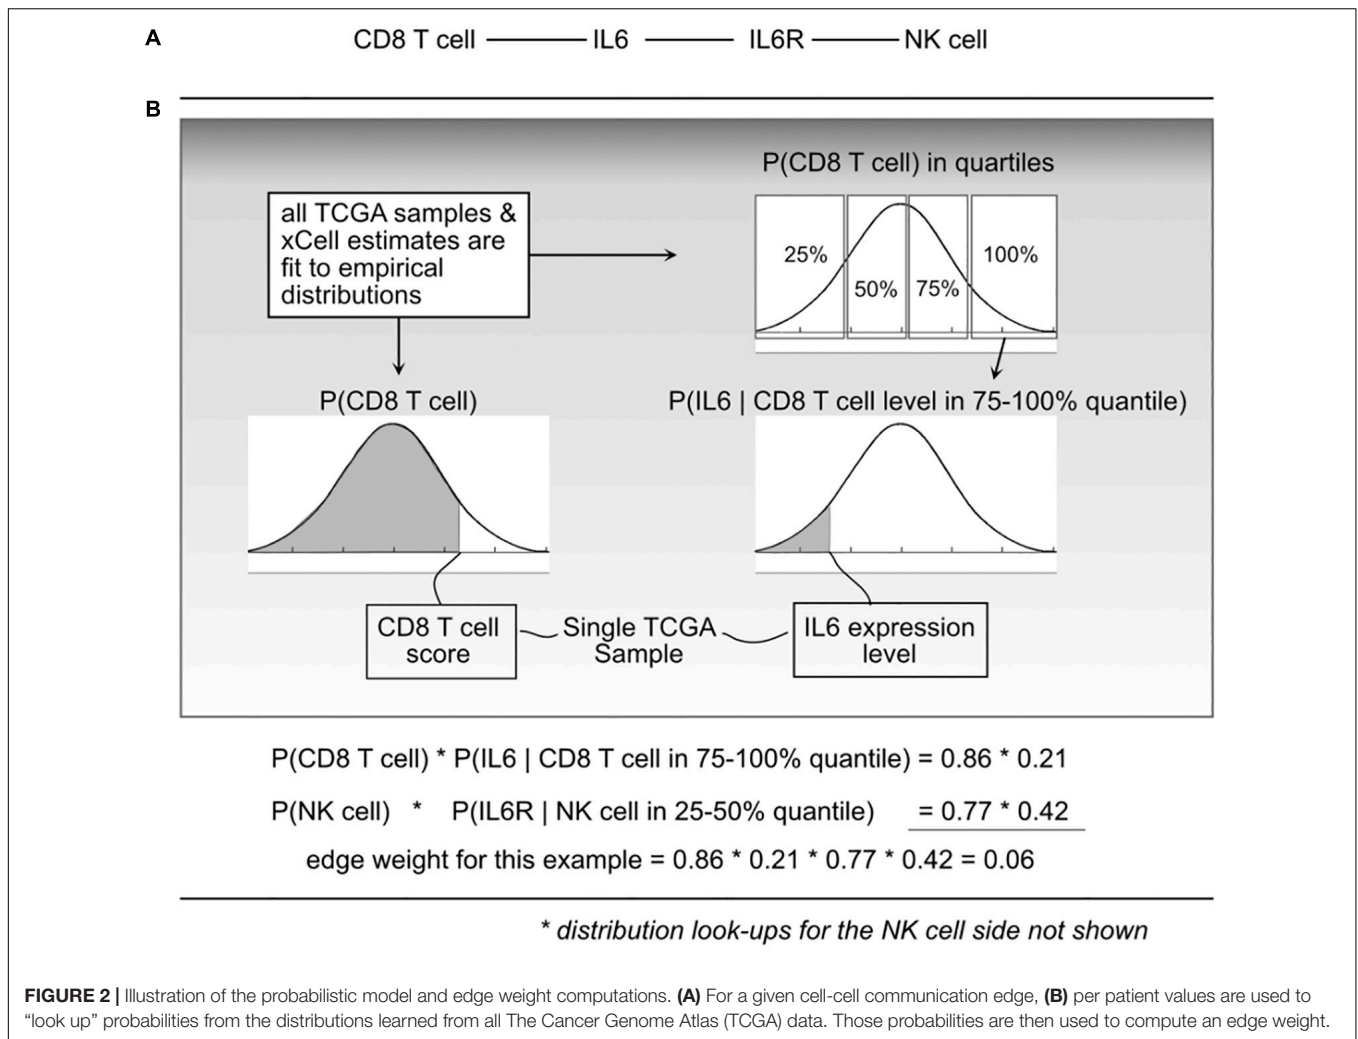 A
CD8 T cell IL6 IL6R NK cell
B
P(CD8 T cell) in quartiles
all TCGA samples &
xCell estimates are
fit to empirical
distributions
25%
50%
75%
100%
P(CD8 T cell)
P(IL6 | CD8 T cell level in 75-100% quantile)
CD8 T cell
score
Single TCGA
Sample
IL6 expression
level
P(CD8 T cell) * P(IL6 | CD8 T cell in 75-100% quantile) = 0.86 * 0.21
P(NK cell) * P(IL6R | NK cell in 25-50% quantile) = 0.77 * 0.42
edge weight for this example = 0.86 * 0.21 * 0.77 * 0.42 = 0.06
* distribution look-ups for the NK cell side not shown
FIGURE 2 | Illustration of the probabilistic model and edge weight computations. (A) For a given cell-cell communication edge, (B) per patient values are used to
“look up” probabilities from the distributions learned from all The Cancer Genome Atlas (TCGA) data. Those probabilities are then used to compute an edge weight.